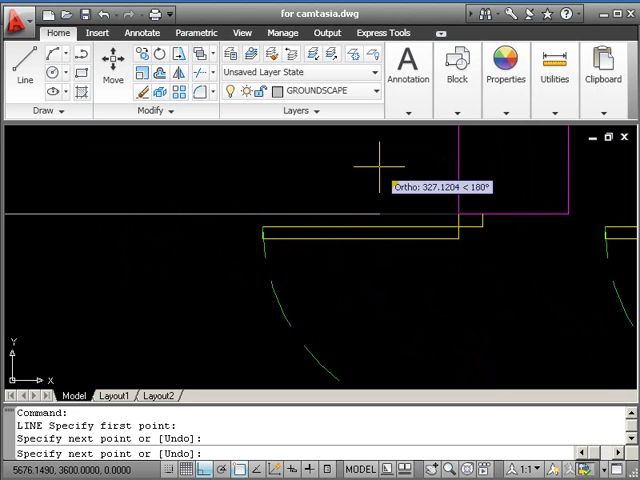 for camtasia.dwg
Home Insert Annotate Parametric View Manage Output Express Tools
Line
Move
Unsaved Layer State
GROUNDSCAPE
Annotation
Block
Properties
Utilities
Clipboard
Draw Modify Layers
Ortho: 327.1204 < 180°
Y
X
Model Layout1 Layout2
Command:
LINE Specify first point:
Specify next point or [Undo]:
Specify next point or [Undo]:
5676.1490, 3600.0000, 0.0000
MODEL
1:1